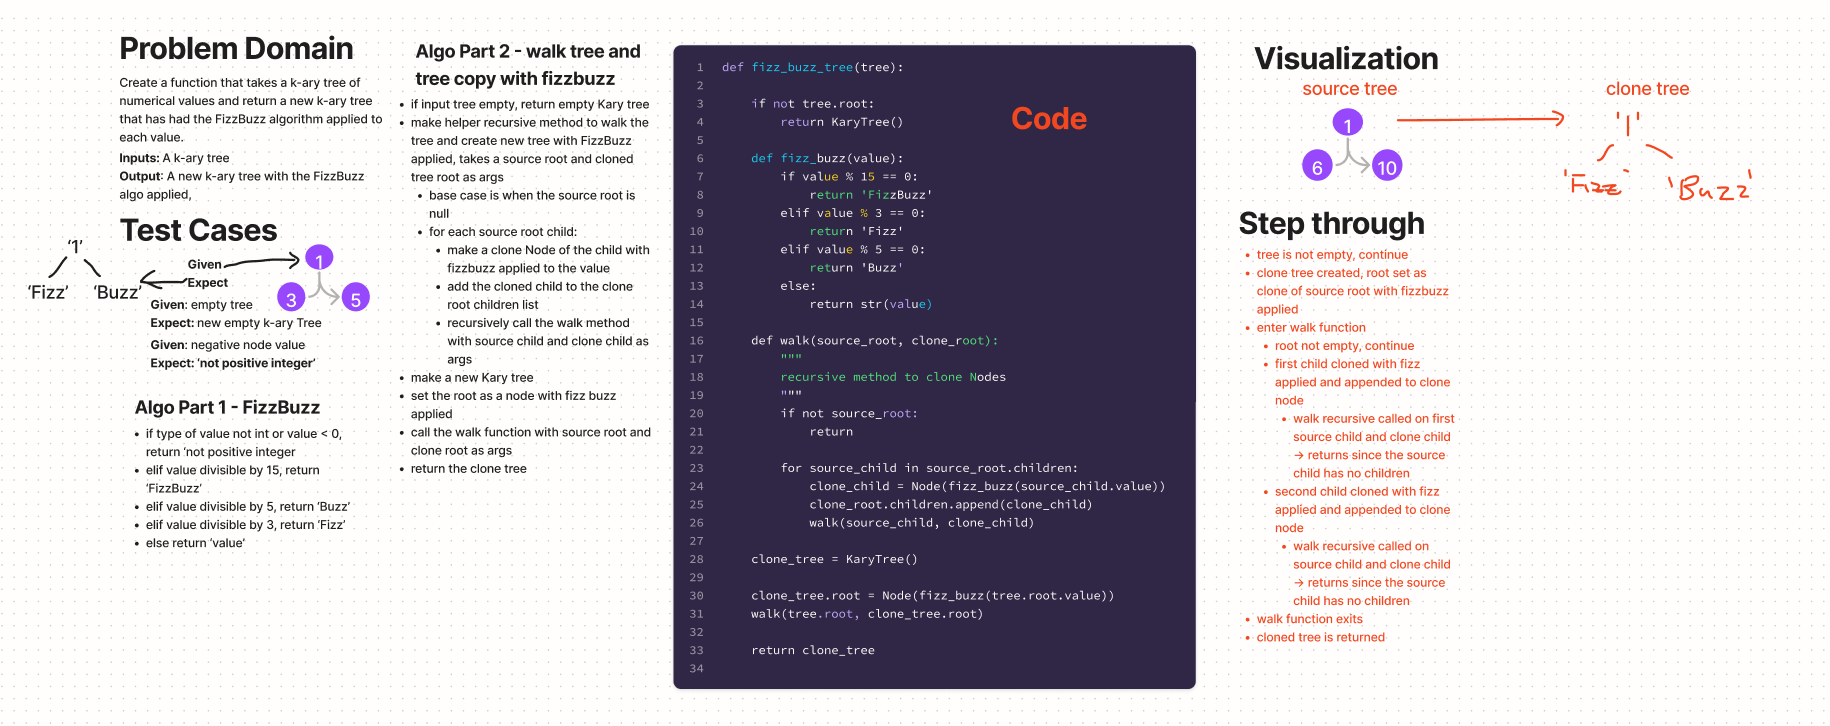 Problem Domain
Create a function that takes a k-ary tree of
numerical values and return a new k-ary tree
that has had the FizzBuzz algorithm applied to
each value.
Inputs: A k-ary tree
Output: A new k-ary tree with the FizzBuzz
algo applied,
Test Cases
'1'
'Fizz'
'Buzz'
Given
Expect
1
3
5
Given: empty tree
Expect: new empty k-ary Tree
Given: negative node value
Expect: 'not positive integer'
Algo Part 1 - FizzBuzz
• if type of value not int or value < 0,
return 'not positive integer
• elif value divisible by 15, return
'FizzBuzz'
• elif value divisible by 5, return 'Buzz'
• elif value divisible by 3, return 'Fizz'
• else return 'value'
Algo Part 2 - walk tree and
tree copy with fizzbuzz
• if input tree empty, return empty Kary tree
• make helper recursive method to walk the
tree and create new tree with FizzBuzz
applied, takes a source root and cloned
tree root as args
• base case is when the source root is
null
• for each source root child:
• make a clone Node of the child with
fizzbuzz applied to the value
• add the cloned child to the clone
root children list
• recursively call the walk method
with source child and clone child as
args
• make a new Kary tree
• set the root as a node with fizz buzz
applied
• call the walk function with source root and
clone root as args
• return the clone tree
Code
1 def fizz_buzz_tree(tree):
2
3 if not tree.root:
4 return KaryTree()
5
6 def fizz_buzz(value):
7 if value % 15 == 0:
8 return 'FizzBuzz'
9 elif value % 3 == 0:
10 return 'Fizz'
11 elif value % 5 == 0:
12 return 'Buzz'
13 else:
14 return str(value)
15
16 def walk(source_root, clone_root):
17 """
18 recursive method to clone Nodes
19 """
20 if not source_root:
21 return
22
23 for source_child in source_root.children:
24 clone_child = Node(fizz_buzz(source_child.value))
25 clone_root.children.append(clone_child)
26 walk(source_child, clone_child)
27
28 clone_tree = KaryTree()
29
30 clone_tree.root = Node(fizz_buzz(tree.root.value))
31 walk(tree.root, clone_tree.root)
32
33 return clone_tree
34
Visualization
source tree
1
6
10
clone tree
'1'
'Fizz'
'Buzz'
Step through
• tree is not empty, continue
• clone tree created, root set as
clone of source root with fizzbuzz
applied
• enter walk function
• root not empty, continue
• first child cloned with fizz
applied and appended to clone
node
• walk recursive called on first
source child and clone child
→ returns since the source
child has no children
• second child cloned with fizz
applied and appended to clone
node
• walk recursive called on
source child and clone child
→ returns since the source
child has no children
• walk function exits
• cloned tree is returned